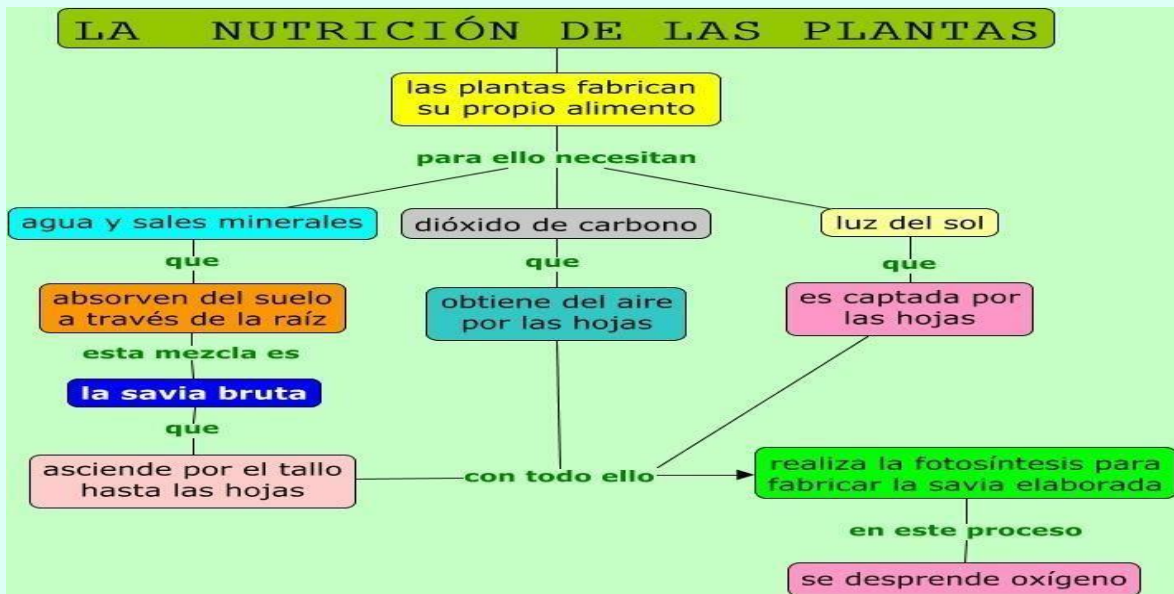 LA NUTRICIÓN DE LAS PLANTAS
las plantas fabrican
su propio alimento
para ello necesitan
agua y sales minerales
dióxido de carbono
luz del sol
que
que
que
absorven del suelo
a través de la raíz
obtiene del aire
por las hojas
es captada por
las hojas
esta mezcla es
la savia bruta
que
asciende por el tallo
hasta las hojas
con todo ello
realiza la fotosíntesis para
fabricar la savia elaborada
en este proceso
se desprende oxígeno